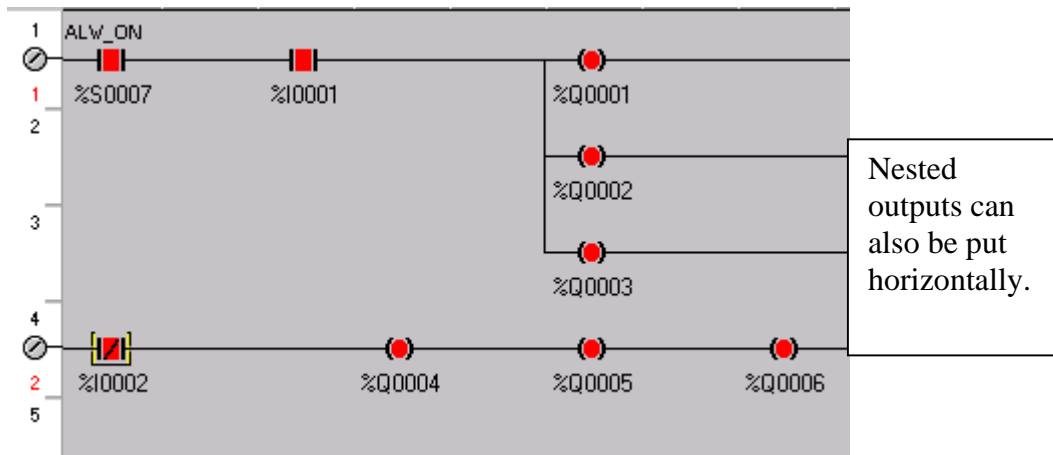 1 ALW_ON
1 %S0007 %I0001 %Q0001
2
%Q0002
3
%Q0003
4
2 %I0002 %Q0004 %Q0005 %Q0006
5
Nested
outputs can
also be put
horizontally.